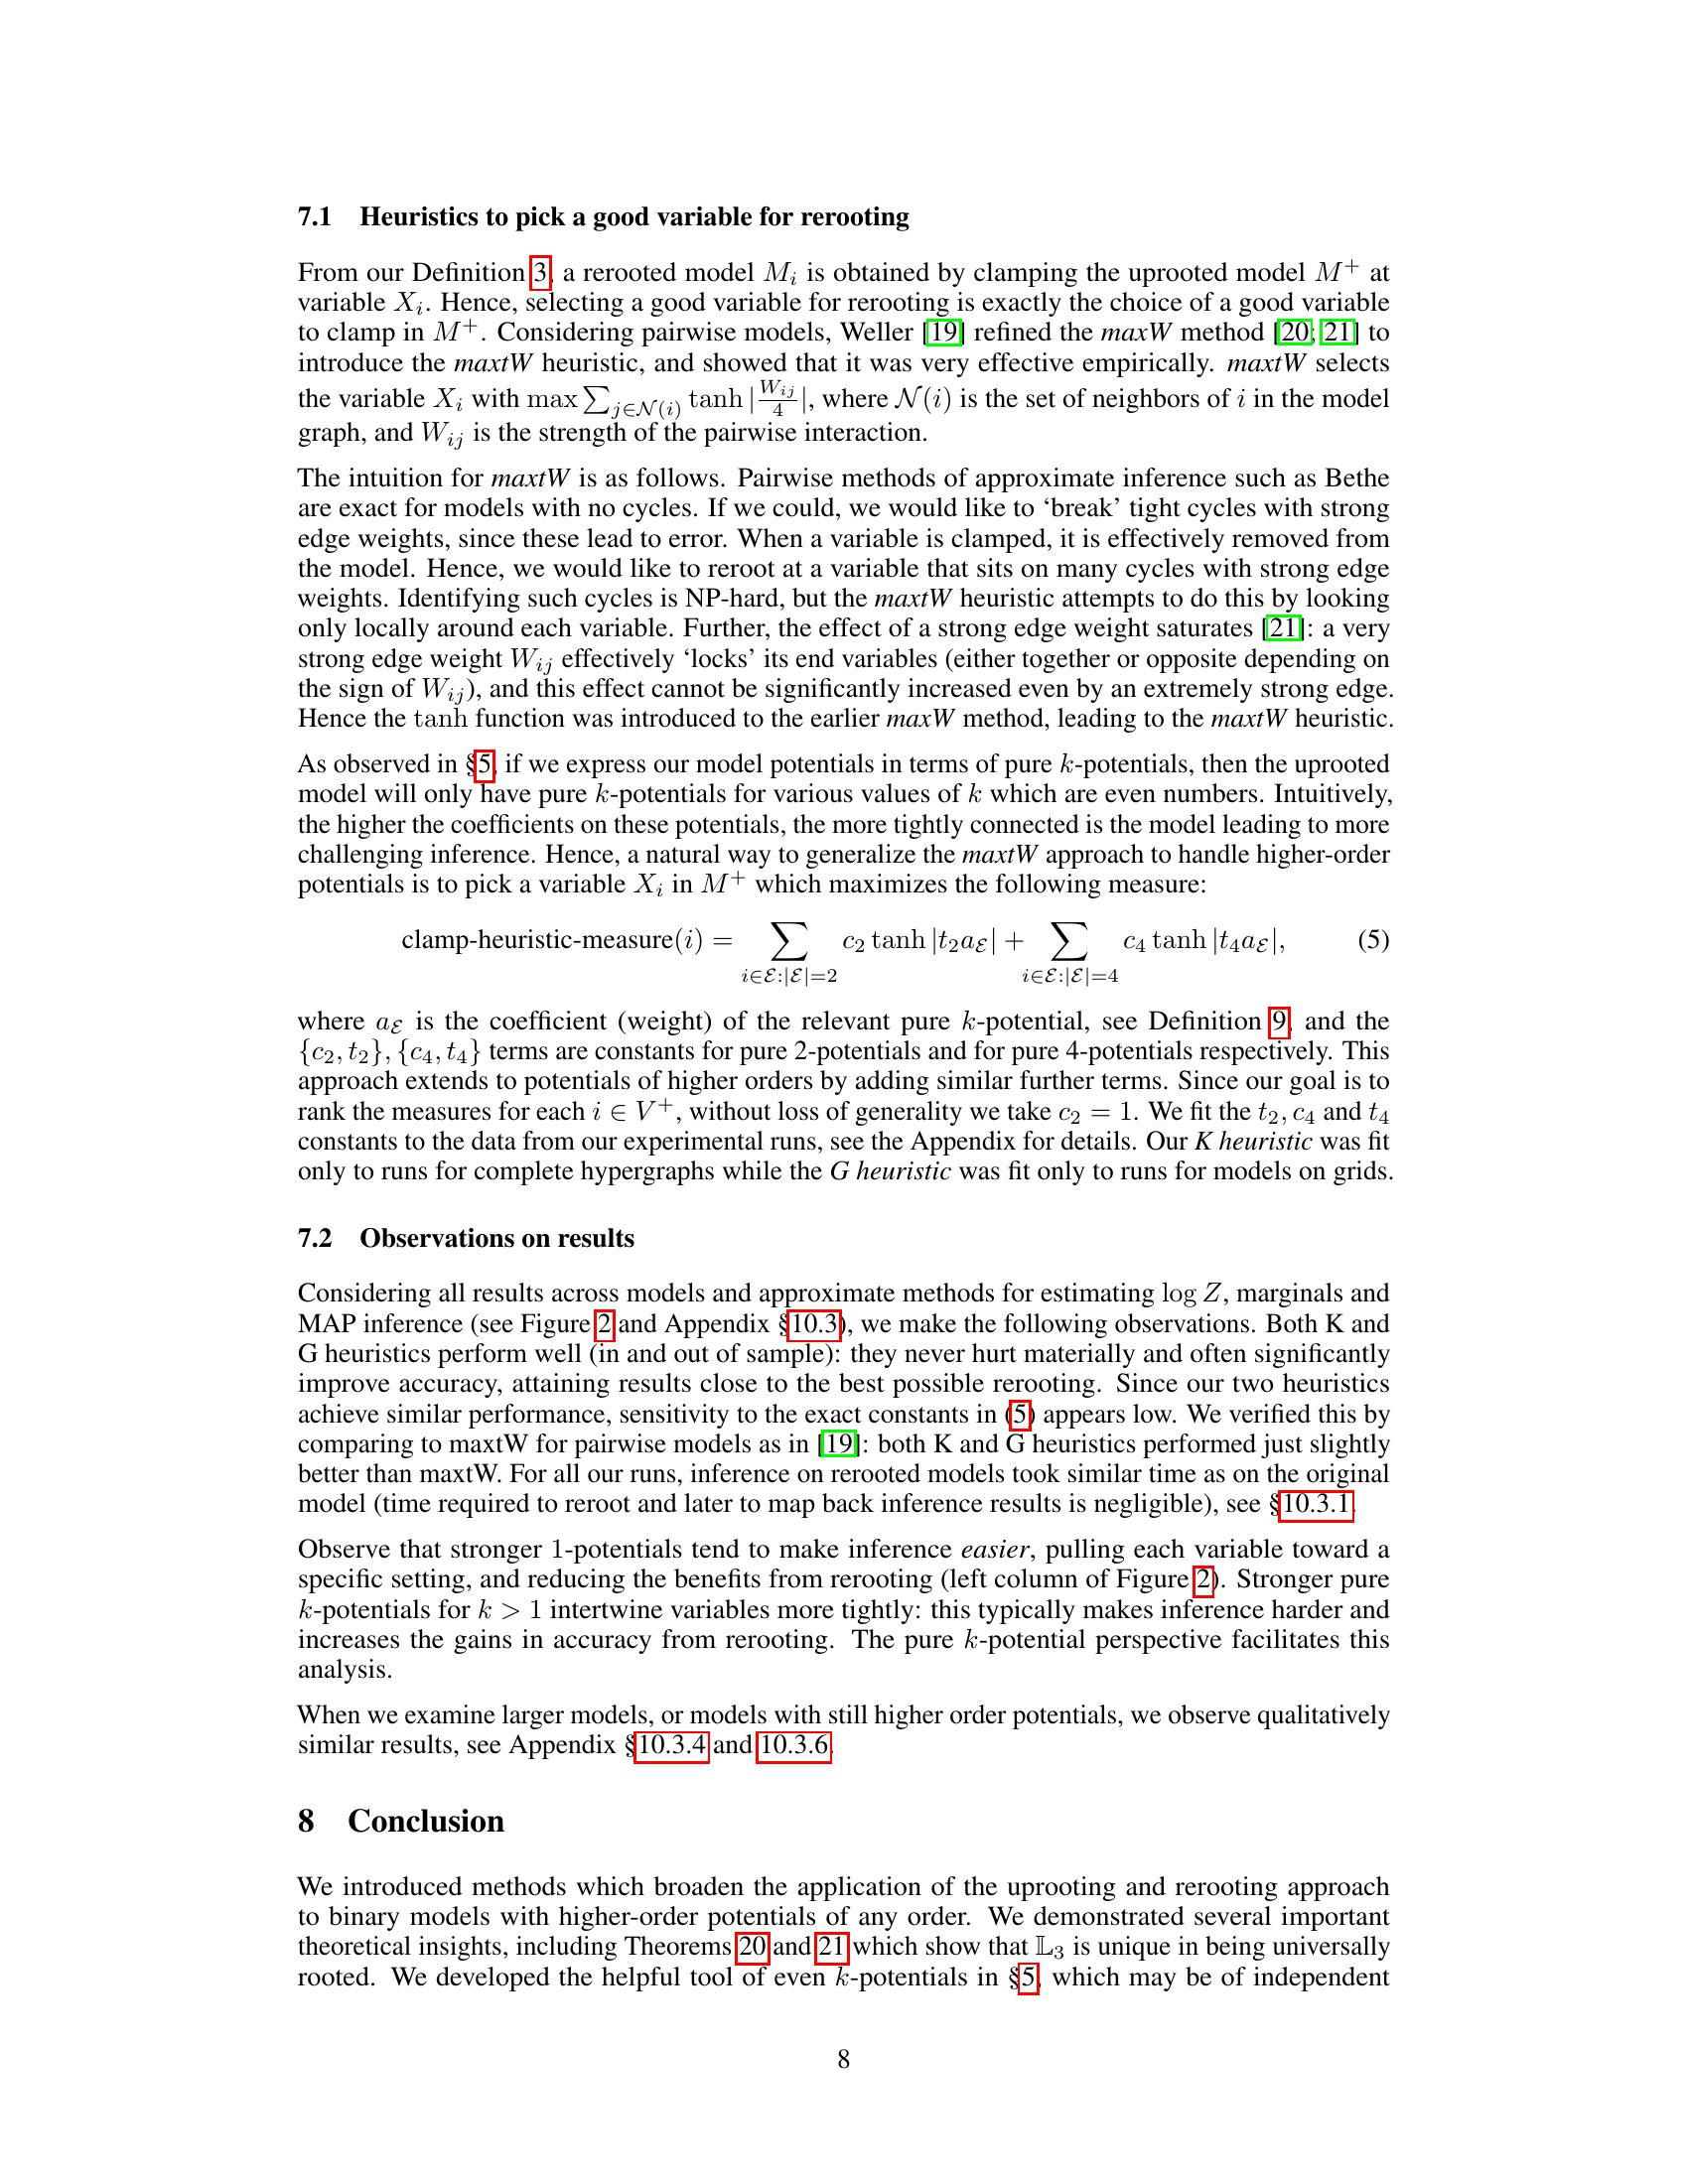 7.1 Heuristics to pick a good variable for rerooting
From our Definition 3, a rerooted model M_i is obtained by clamping the uprooted model M^+ at
variable X_i. Hence, selecting a good variable for rerooting is exactly the choice of a good variable
to clamp in M^+. Considering pairwise models, Weller [19] refined the maxW method [20; 21] to
introduce the maxtW heuristic, and showed that it was very effective empirically. maxtW selects
the variable X_i with max ∑_{j∈N(i)} tanh |W_{ij}/4|, where N(i) is the set of neighbors of i in the model
graph, and W_{ij} is the strength of the pairwise interaction.
The intuition for maxtW is as follows. Pairwise methods of approximate inference such as Bethe
are exact for models with no cycles. If we could, we would like to ‘break’ tight cycles with strong
edge weights, since these lead to error. When a variable is clamped, it is effectively removed from
the model. Hence, we would like to reroot at a variable that sits on many cycles with strong edge
weights. Identifying such cycles is NP-hard, but the maxtW heuristic attempts to do this by looking
only locally around each variable. Further, the effect of a strong edge weight saturates [21]: a very
strong edge weight W_{ij} effectively ‘locks’ its end variables (either together or opposite depending on
the sign of W_{ij}), and this effect cannot be significantly increased even by an extremely strong edge.
Hence the tanh function was introduced to the earlier maxW method, leading to the maxtW heuristic.
As observed in §5, if we express our model potentials in terms of pure k-potentials, then the uprooted
model will only have pure k-potentials for various values of k which are even numbers. Intuitively,
the higher the coefficients on these potentials, the more tightly connected is the model leading to more
challenging inference. Hence, a natural way to generalize the maxtW approach to handle higher-order
potentials is to pick a variable X_i in M^+ which maximizes the following measure:
clamp-heuristic-measure(i) = ∑_{i∈ℰ:|ℰ|=2} c_2 tanh |t_2 a_ℰ| + ∑_{i∈ℰ:|ℰ|=4} c_4 tanh |t_4 a_ℰ|, (5)
where a_ℰ is the coefficient (weight) of the relevant pure k-potential, see Definition 9, and the
{c_2, t_2}, {c_4, t_4} terms are constants for pure 2-potentials and for pure 4-potentials respectively. This
approach extends to potentials of higher orders by adding similar further terms. Since our goal is to
rank the measures for each i ∈ V^+, without loss of generality we take c_2 = 1. We fit the t_2, c_4 and t_4
constants to the data from our experimental runs, see the Appendix for details. Our K heuristic was fit
only to runs for complete hypergraphs while the G heuristic was fit only to runs for models on grids.
7.2 Observations on results
Considering all results across models and approximate methods for estimating log Z, marginals and
MAP inference (see Figure 2 and Appendix §10.3), we make the following observations. Both K and
G heuristics perform well (in and out of sample): they never hurt materially and often significantly
improve accuracy, attaining results close to the best possible rerooting. Since our two heuristics
achieve similar performance, sensitivity to the exact constants in (5) appears low. We verified this by
comparing to maxtW for pairwise models as in [19]: both K and G heuristics performed just slightly
better than maxtW. For all our runs, inference on rerooted models took similar time as on the original
model (time required to reroot and later to map back inference results is negligible), see §10.3.1.
Observe that stronger 1-potentials tend to make inference easier, pulling each variable toward a
specific setting, and reducing the benefits from rerooting (left column of Figure 2). Stronger pure
k-potentials for k > 1 intertwine variables more tightly: this typically makes inference harder and
increases the gains in accuracy from rerooting. The pure k-potential perspective facilitates this
analysis.
When we examine larger models, or models with still higher order potentials, we observe qualitatively
similar results, see Appendix §10.3.4 and 10.3.6.
8 Conclusion
We introduced methods which broaden the application of the uprooting and rerooting approach
to binary models with higher-order potentials of any order. We demonstrated several important
theoretical insights, including Theorems 20 and 21 which show that 𝕃_3 is unique in being universally
rooted. We developed the helpful tool of even k-potentials in §5, which may be of independent
8